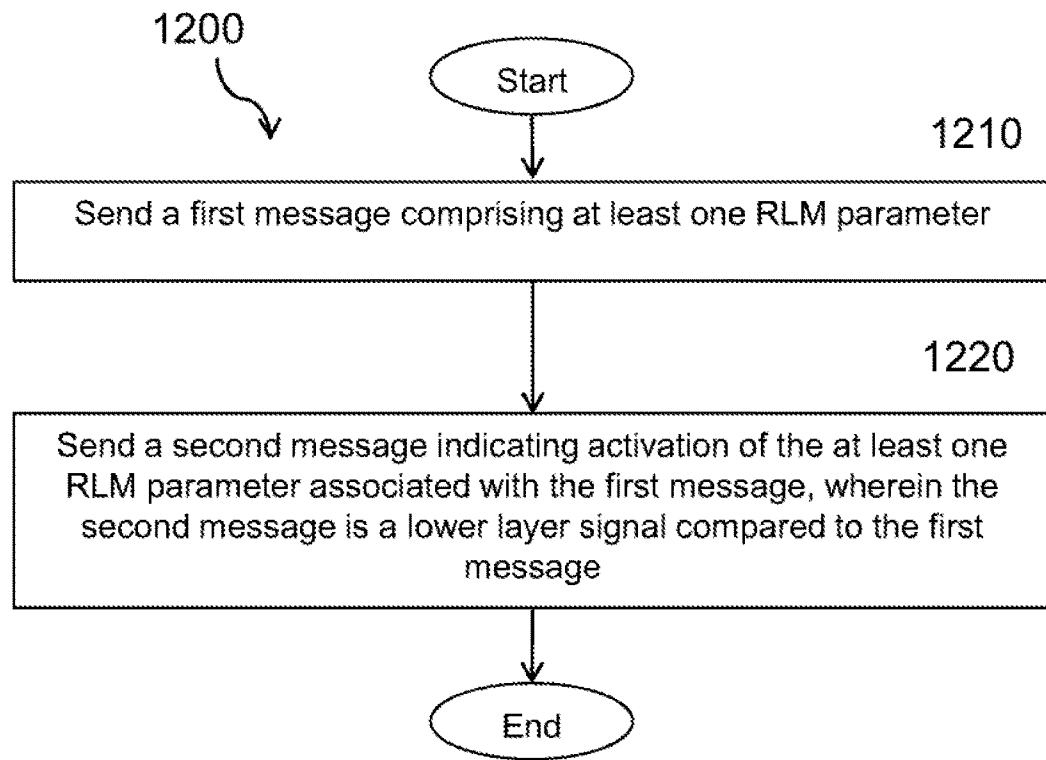 1200
Start
1210
Send a first message comprising at least one RLM parameter
1220
Send a second message indicating activation of the at least one
RLM parameter associated with the first message, wherein the
second message is a lower layer signal compared to the first
message
End